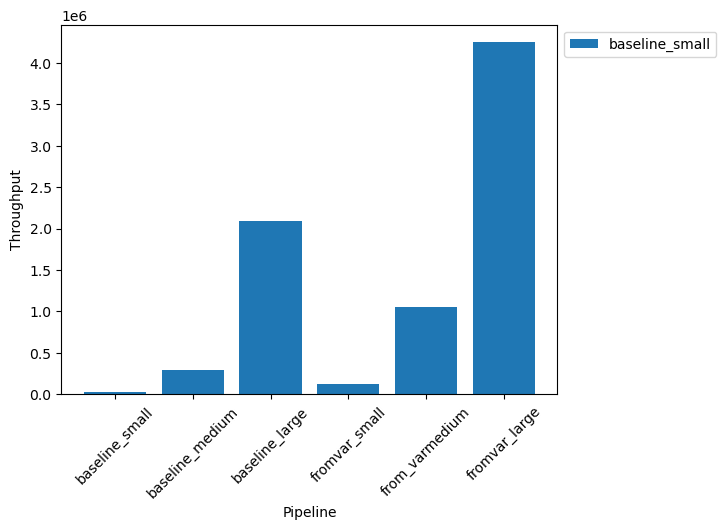 1e6
baseline_small
4.0
3.5
3.0
2.5
2.0
1.5
1.0
0.5
0.0
Throughput
baseline_small
baseline_medium
baseline_large
fromvar_small
from_varmedium
fromvar_large
Pipeline